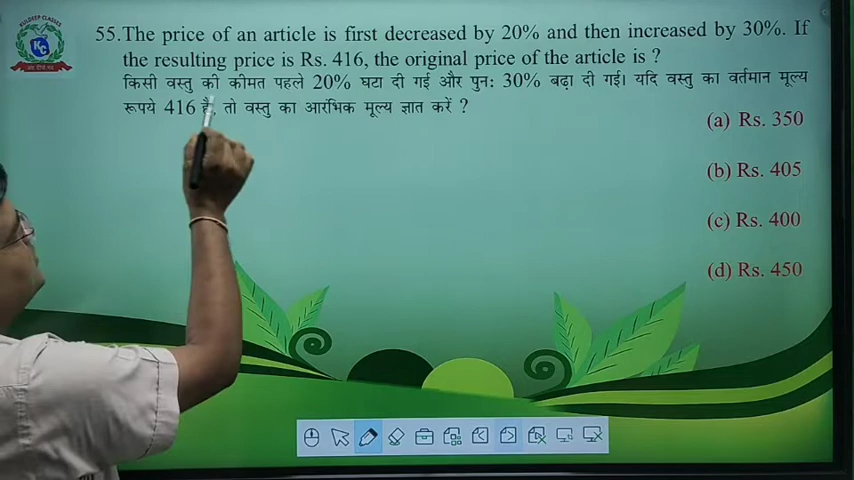 KULDEEP CLASSES
KC
55.The price of an article is first decreased by 20% and then increased by 30%. If
the resulting price is Rs. 416, the original price of the article is ?
किसी वस्तु की कीमत पहले 20% घटा दी गई और पुन: 30% बढ़ा दी गई। यदि वस्तु का वर्तमान मूल्य
रूपये 416 है, तो वस्तु का आरंभिक मूल्य ज्ञात करें ?
(a) Rs. 350
(b) Rs. 405
(c) Rs. 400
(d) Rs. 450